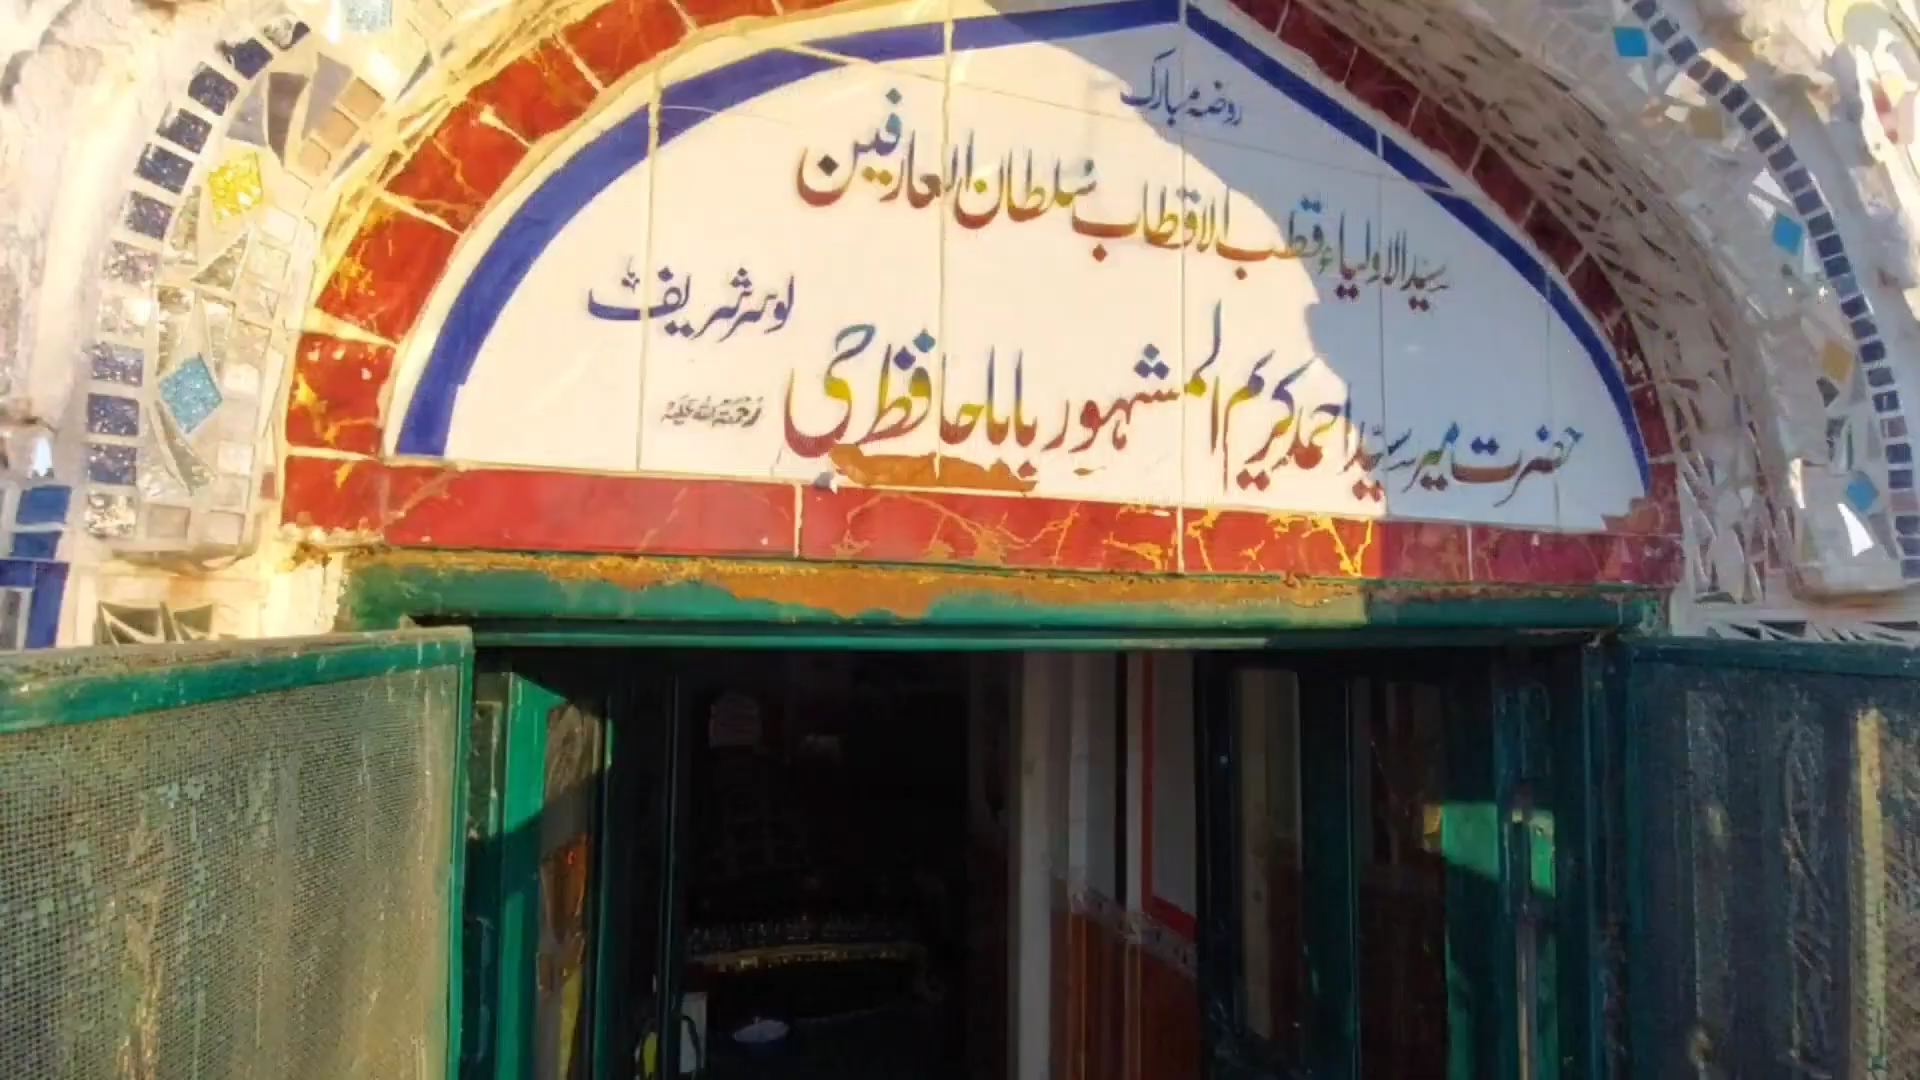 روضہ مبارک
سید الاولیاء قطب الاقطاب سلطان العارفین
حضرت میر سید احمد کریم المشہور بابا حافظ جی
لوسر شریف
رحمتہ اللہ علیہ